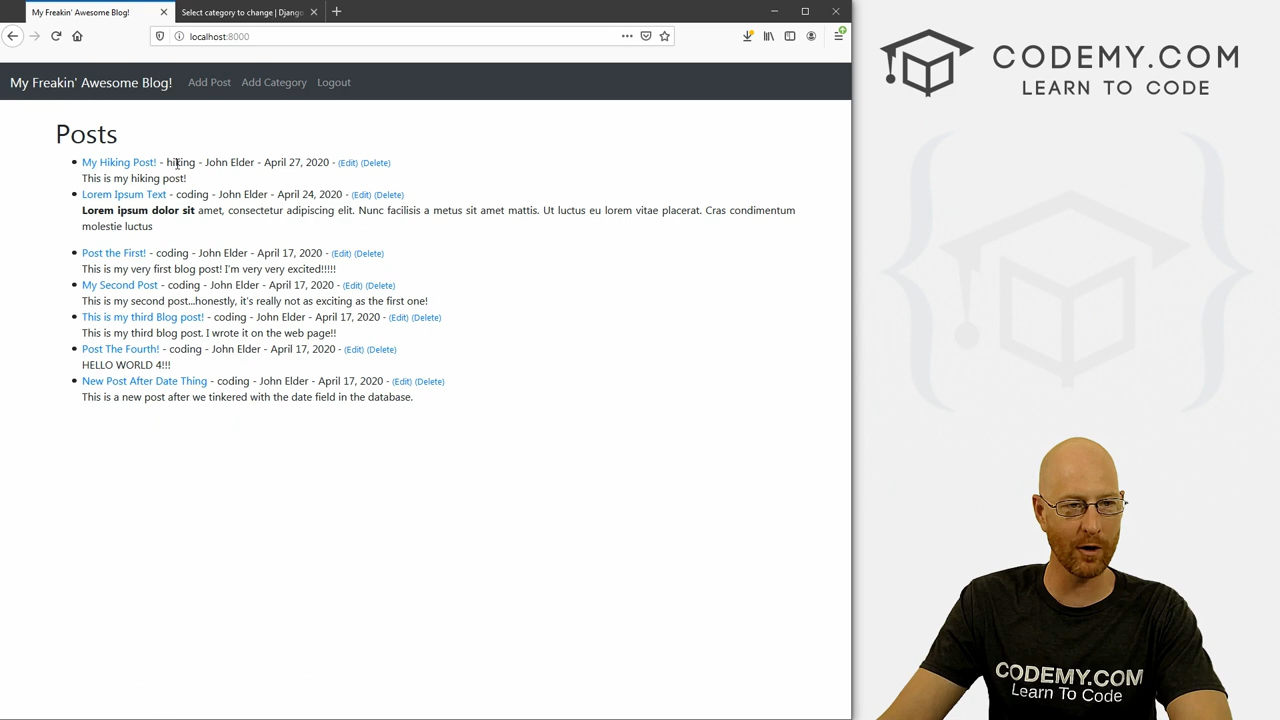 My Freakin' Awesome Blog!
Select category to change | Djang
localhost:8000
My Freakin' Awesome Blog! Add Post Add Category Logout
Posts
My Hiking Post! - hiking - John Elder - April 27, 2020 - (Edit) (Delete)
This is my hiking post!
Lorem Ipsum Text - coding - John Elder - April 24, 2020 - (Edit) (Delete)
Lorem ipsum dolor sit amet, consectetur adipiscing elit. Nunc facilisis a metus sit amet mattis. Ut luctus eu lorem vitae placerat. Cras condimentum
molestie luctus
Post the First! - coding - John Elder - April 17, 2020 - (Edit) (Delete)
This is my very first blog post! I'm very very excited!!!!!
My Second Post - coding - John Elder - April 17, 2020 - (Edit) (Delete)
This is my second post...honestly, it's really not as exciting as the first one!
This is my third Blog post! - coding - John Elder - April 17, 2020 - (Edit) (Delete)
This is my third blog post. I wrote it on the web page!!
Post The Fourth! - coding - John Elder - April 17, 2020 - (Edit) (Delete)
HELLO WORLD 4!!!
New Post After Date Thing - coding - John Elder - April 17, 2020 - (Edit) (Delete)
This is a new post after we tinkered with the date field in the database.
CODEMY.COM
LEARN TO CODE
CODEMY.COM
Learn To Code